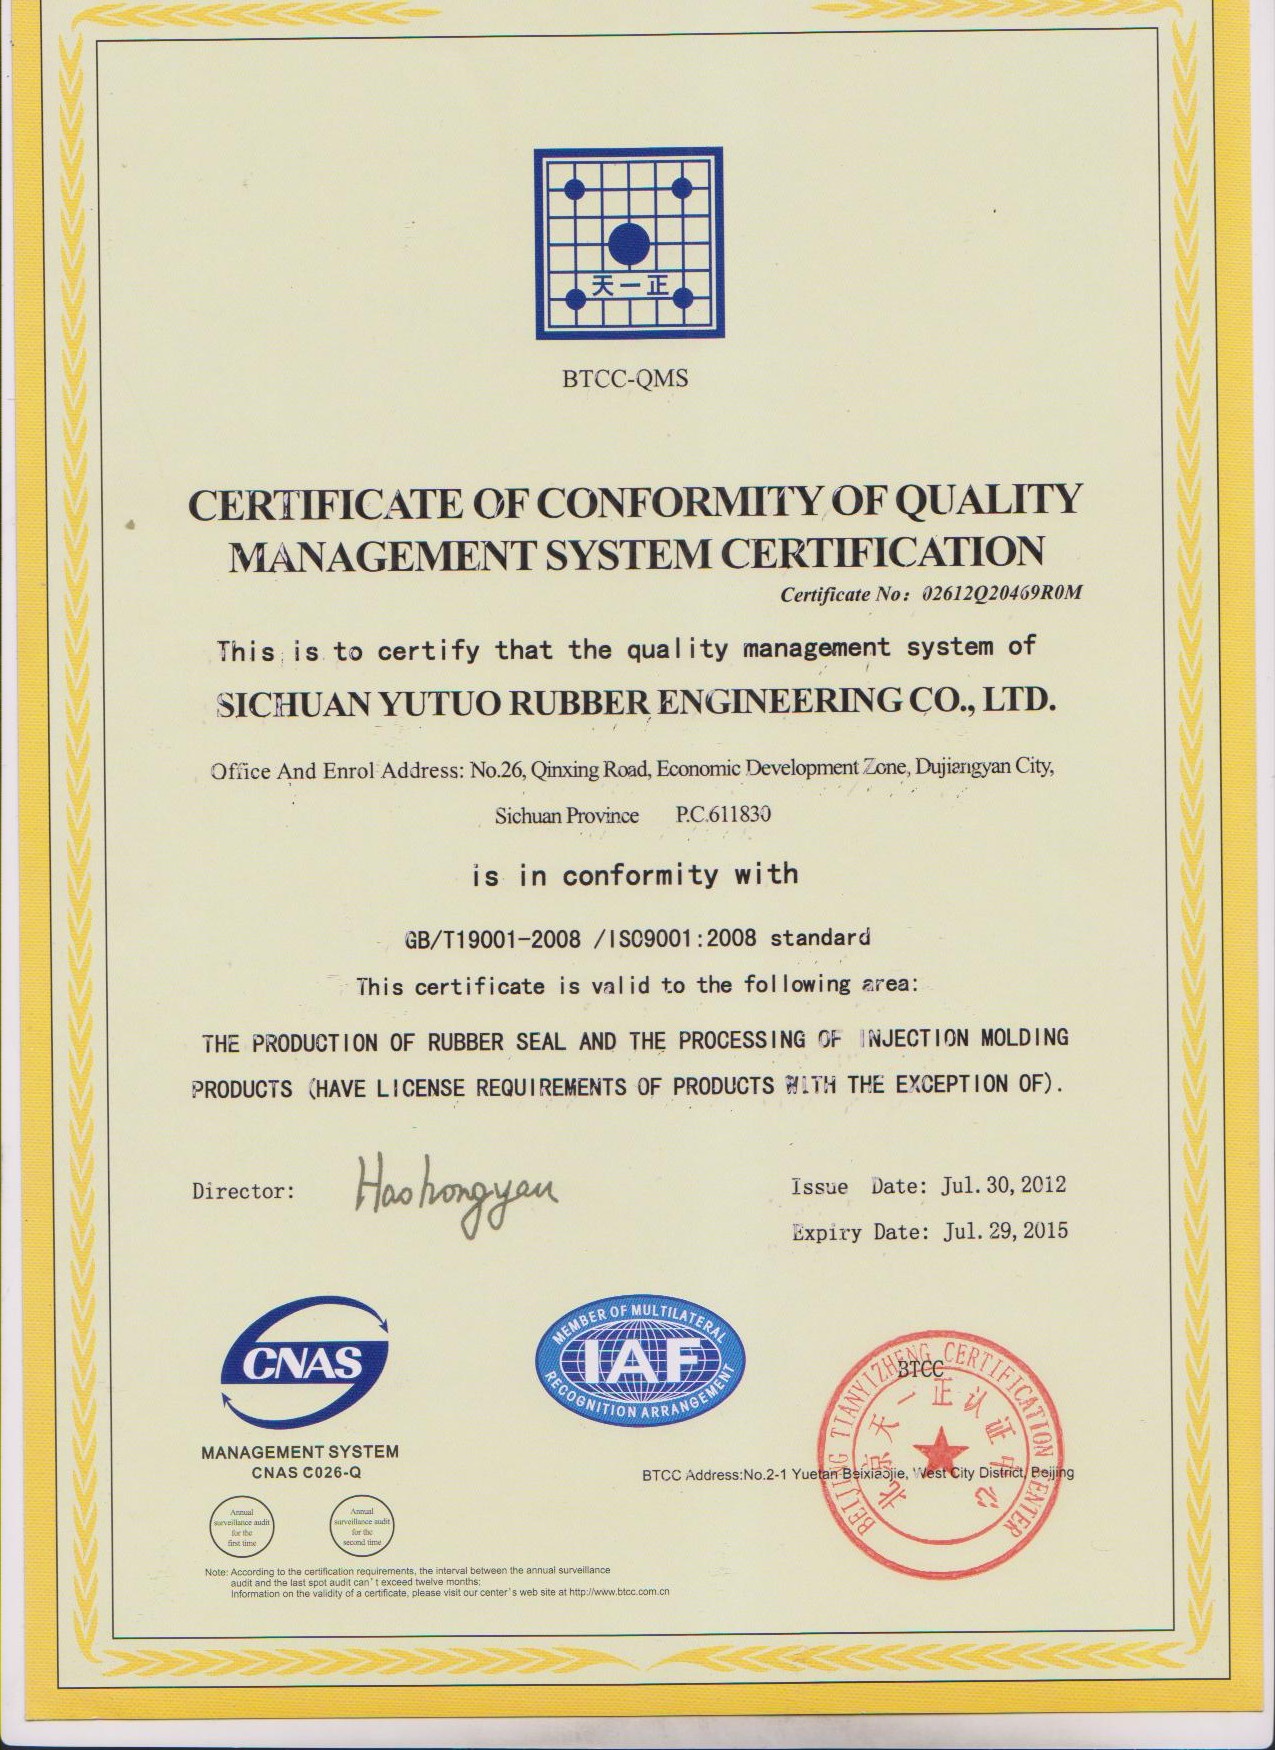 天一正
BTCC-QMS
CERTIFICATE OF CONFORMITY OF QUALITY
MANAGEMENT SYSTEM CERTIFICATION
Certificate No: 02612Q20469R0M
This is to certify that the quality management system of
SICHUAN YUTUO RUBBER ENGINEERING CO., LTD.
Office And Enrol Address: No.26, Qinxing Road, Economic Development Zone, Dujiangyan City,
Sichuan Province P.C.611830
is in conformity with
GB/T19001-2008 /ISO9001:2008 standard
This certificate is valid to the following area:
THE PRODUCTION OF RUBBER SEAL AND THE PROCESSING OF INJECTION MOLDING
PRODUCTS (HAVE LICENSE REQUIREMENTS OF PRODUCTS WITH THE EXCEPTION OF).
Director: Haohongyan
Issue Date: Jul. 30, 2012
Expiry Date: Jul. 29, 2015
CNAS
MANAGEMENT SYSTEM
CNAS C026-Q
MEMBER OF MULTILATERAL
IAF
RECOGNITION ARRANGEMENT
BTCC
BEIJING TIANYIZHENG CERTIFICATION CENTER
北京天一正认证中心
BTCC Address:No.2-1 Yuetan Beixiaojie, West City District, Beijing
Annual
surveillance audit
for the
first time
Annual
surveillance audit
for the
second time
Note: According to the certification requirements, the interval between the annual surveillance
audit and the last spot audit can't exceed twelve months;
Information on the validity of a certificate, please visit our center's web site at http://www.btcc.com.cn